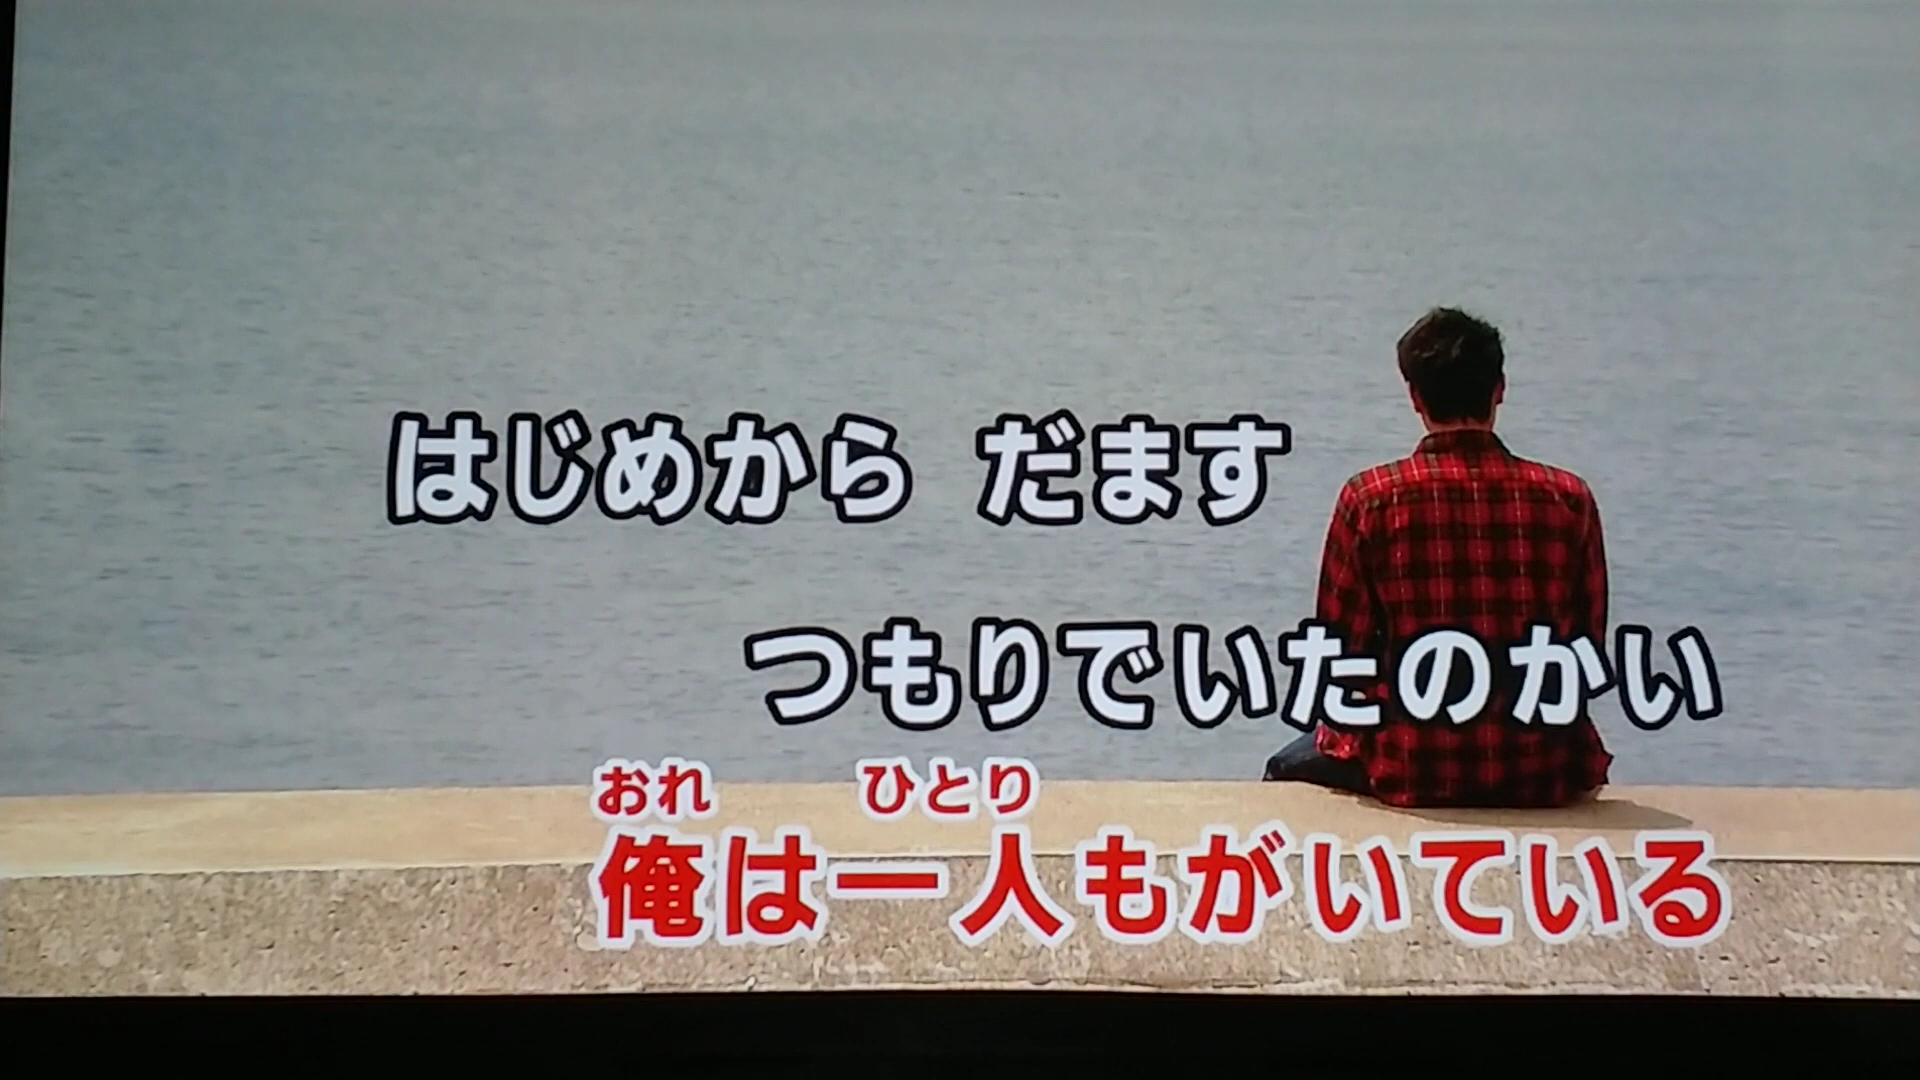 はじめから だます
つもりでいたのかい
おれ ひとり
俺は一人もがいている